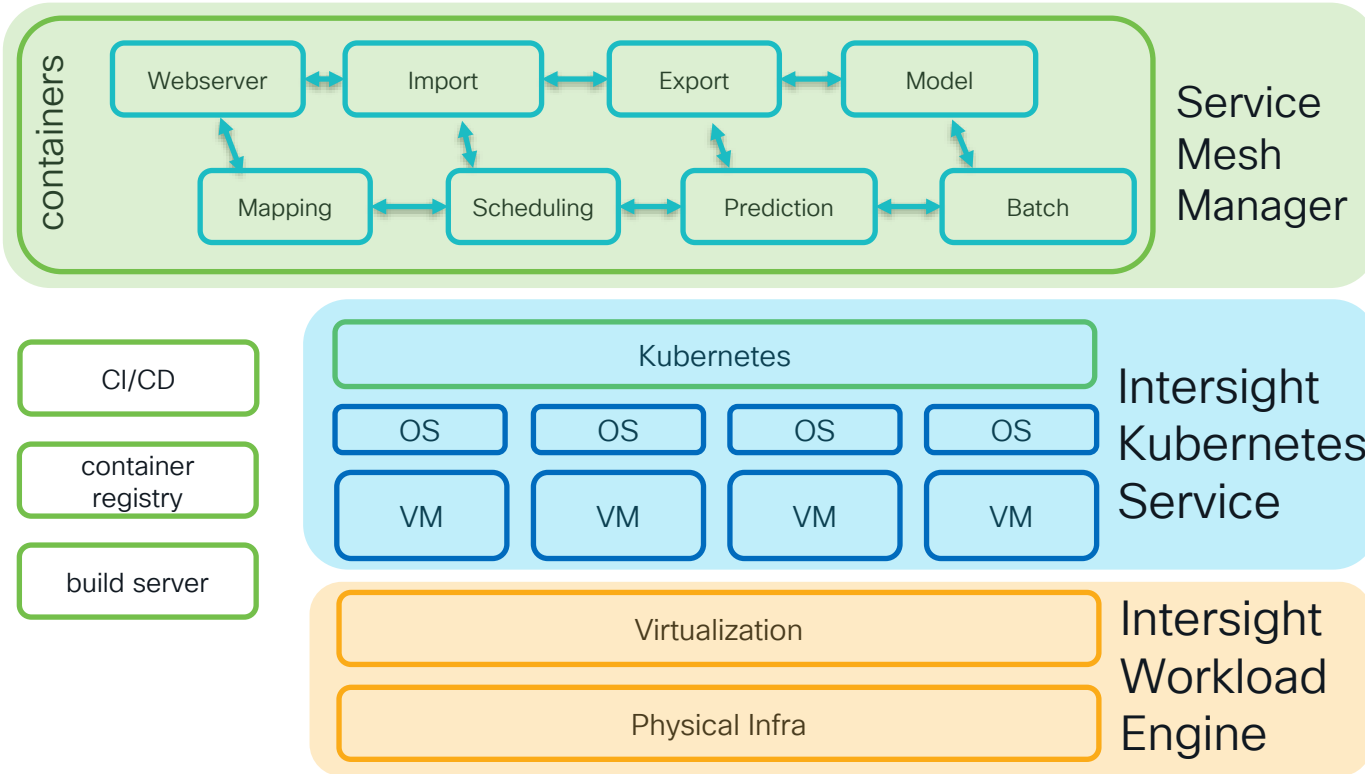 containers
Webserver
Import
Export
Model
Mapping
Scheduling
Prediction
Batch
Service
Mesh
Manager
CI/CD
container
registry
build server
Kubernetes
OS
OS
OS
OS
VM
VM
VM
VM
Intersight
Kubernetes
Service
Virtualization
Physical Infra
Intersight
Workload
Engine